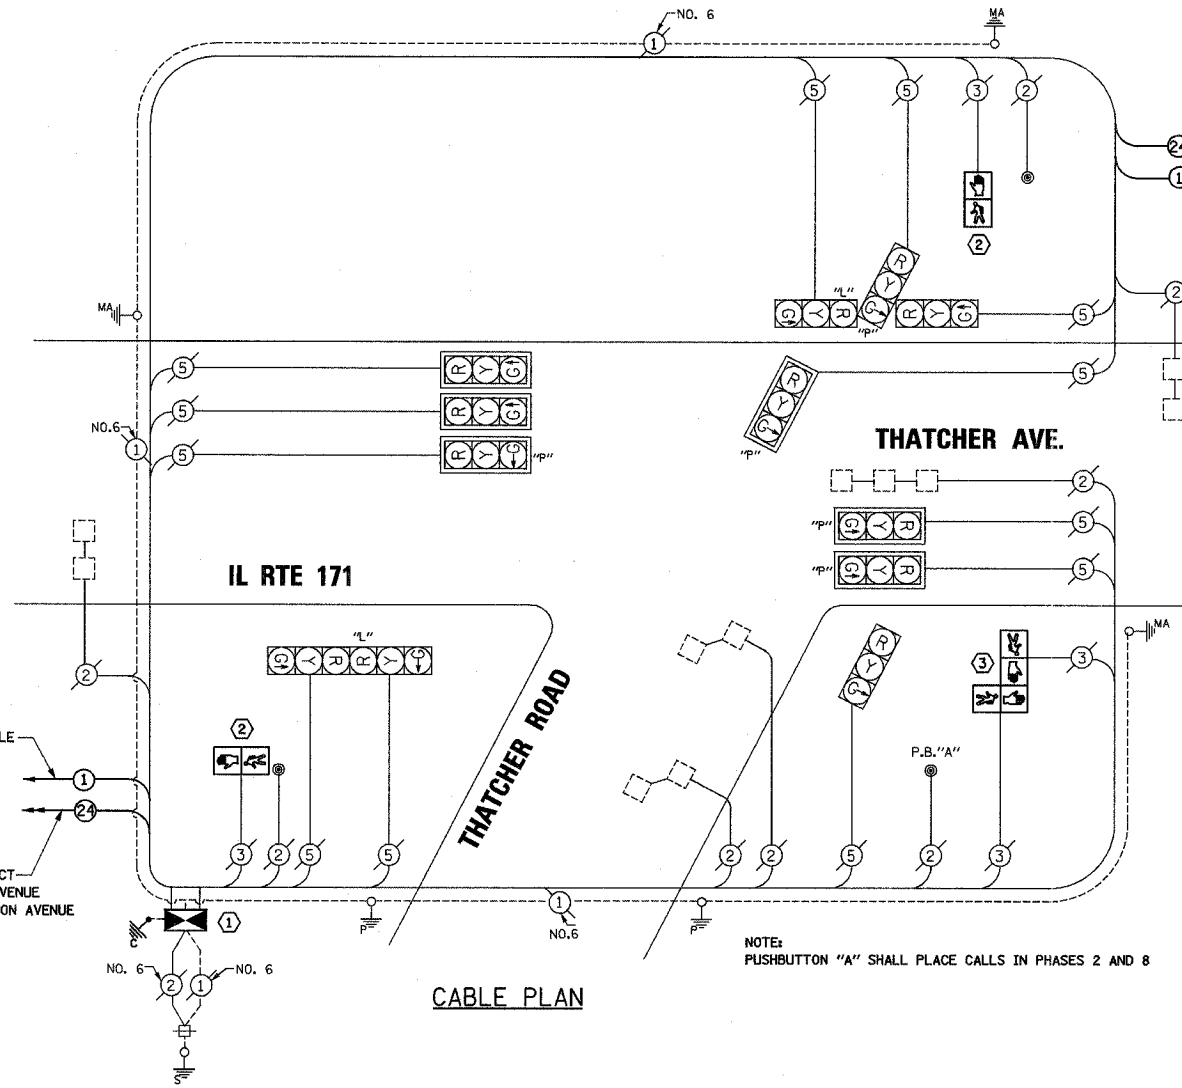 NO. 6
1
MA
5
5
3
2
24
1
2
R
Y
G
"L"
G
Y
R
R
Y
G
"P"
5
2
MA
5
R
Y
G
5
R
Y
G
5
R
Y
G
"P"
NO.6
1
5
R
Y
G
"P"
5
THATCHER AVE.
2
"P"
G
Y
R
5
"P"
G
Y
R
5
IL RTE 171
MA
"L"
G
Y
R
R
Y
G
R
Y
G
3
3
2
2
THATCHER ROAD
P.B."A"
LE
1
24
3
2
5
5
2
2
5
2
3
CT
VENUE
ON AVENUE
C
1
P
1
NO.6
P
NOTE:
PUSHBUTTON "A" SHALL PLACE CALLS IN PHASES 2 AND 8
NO. 6
2
1
NO. 6
CABLE PLAN
S